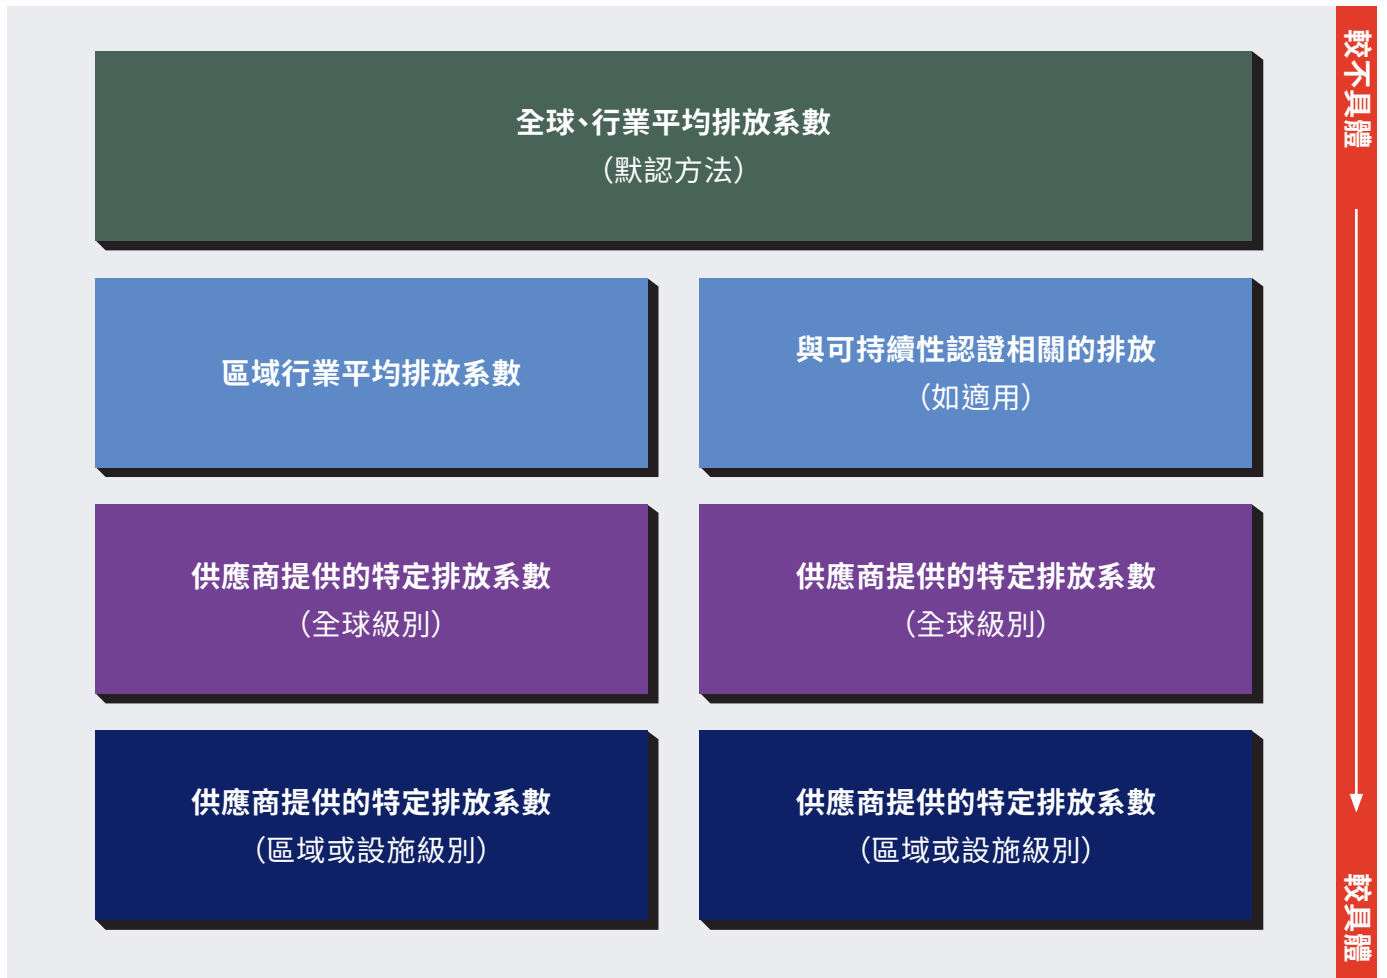 較不具體
全球、行業平均排放系數
（默認方法）
區域行業平均排放系數
與可持續性認證相關的排放
（如適用）
供應商提供的特定排放系數
（全球級別）
供應商提供的特定排放系數
（全球級別）
供應商提供的特定排放系數
（區域或設施級別）
供應商提供的特定排放系數
（區域或設施級別）
較具體